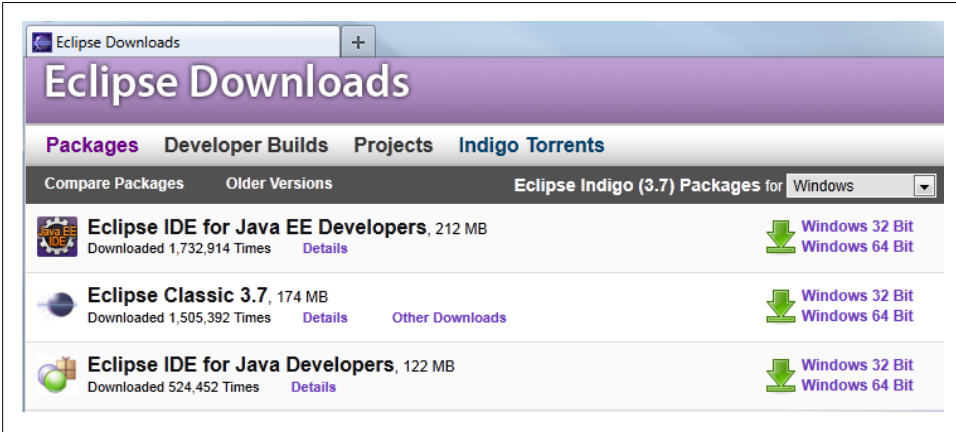 Eclipse Downloads
+
Eclipse Downloads
Packages Developer Builds Projects Indigo Torrents
Compare Packages Older Versions Eclipse Indigo (3.7) Packages for Windows
Java EE IDE
Eclipse IDE for Java EE Developers, 212 MB
Downloaded 1,732,914 Times Details
Windows 32 Bit
Windows 64 Bit
Eclipse Classic 3.7, 174 MB
Downloaded 1,505,392 Times Details Other Downloads
Windows 32 Bit
Windows 64 Bit
Eclipse IDE for Java Developers, 122 MB
Downloaded 524,452 Times Details
Windows 32 Bit
Windows 64 Bit